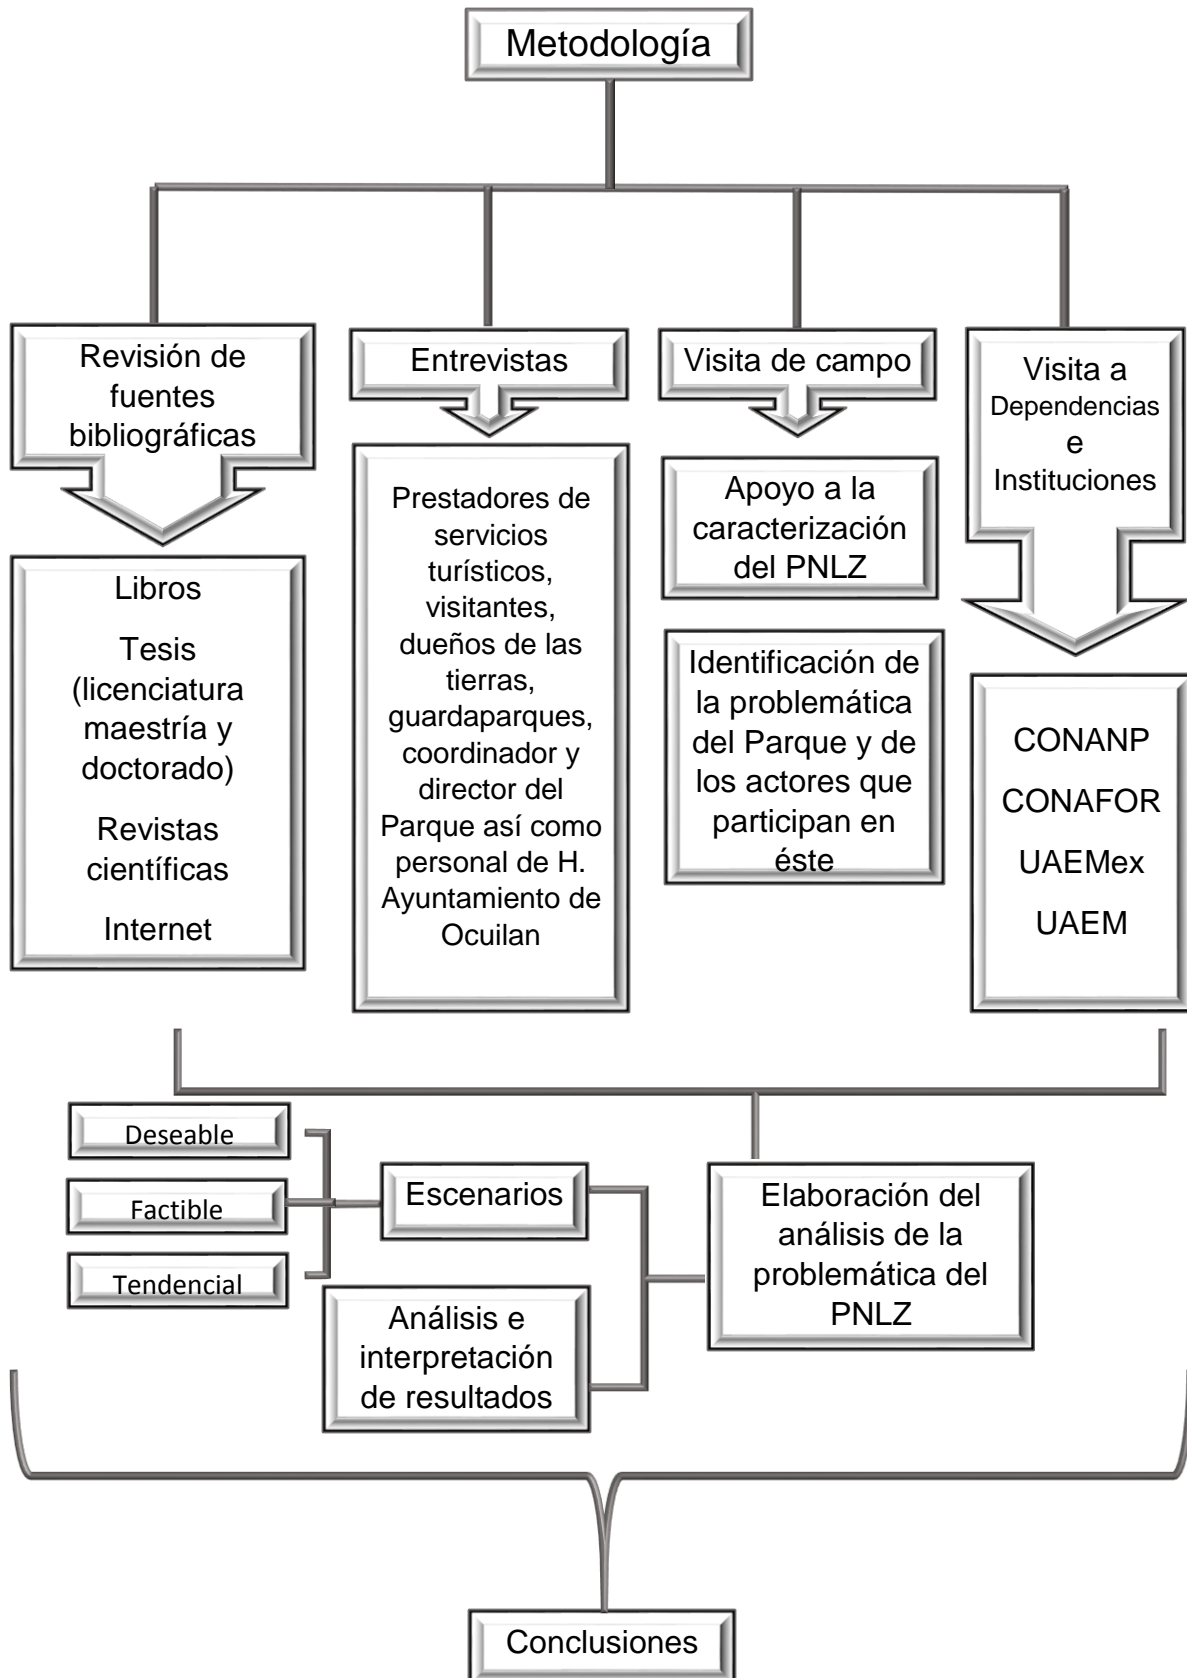 Metodología
Revisión de
fuentes
bibliográficas
Libros
Tesis
(licenciatura
maestría y
doctorado)
Revistas
científicas
Internet
Entrevistas
Prestadores de
servicios
turísticos,
visitantes,
dueños de las
tierras,
guardaparques,
coordinador y
director del
Parque así como
personal de H.
Ayuntamiento de
Ocuilan
Visita de campo
Apoyo a la
caracterización
del PNLZ
Identificación de
la problemática
del Parque y de
los actores que
participan en
éste
Visita a
Dependencias
e
Instituciones
CONANP
CONAFOR
UAEMex
UAEM
Deseable
Factible
Tendencial
Escenarios
Análisis e
interpretación
de resultados
Elaboración del
análisis de la
problemática del
PNLZ
Conclusiones